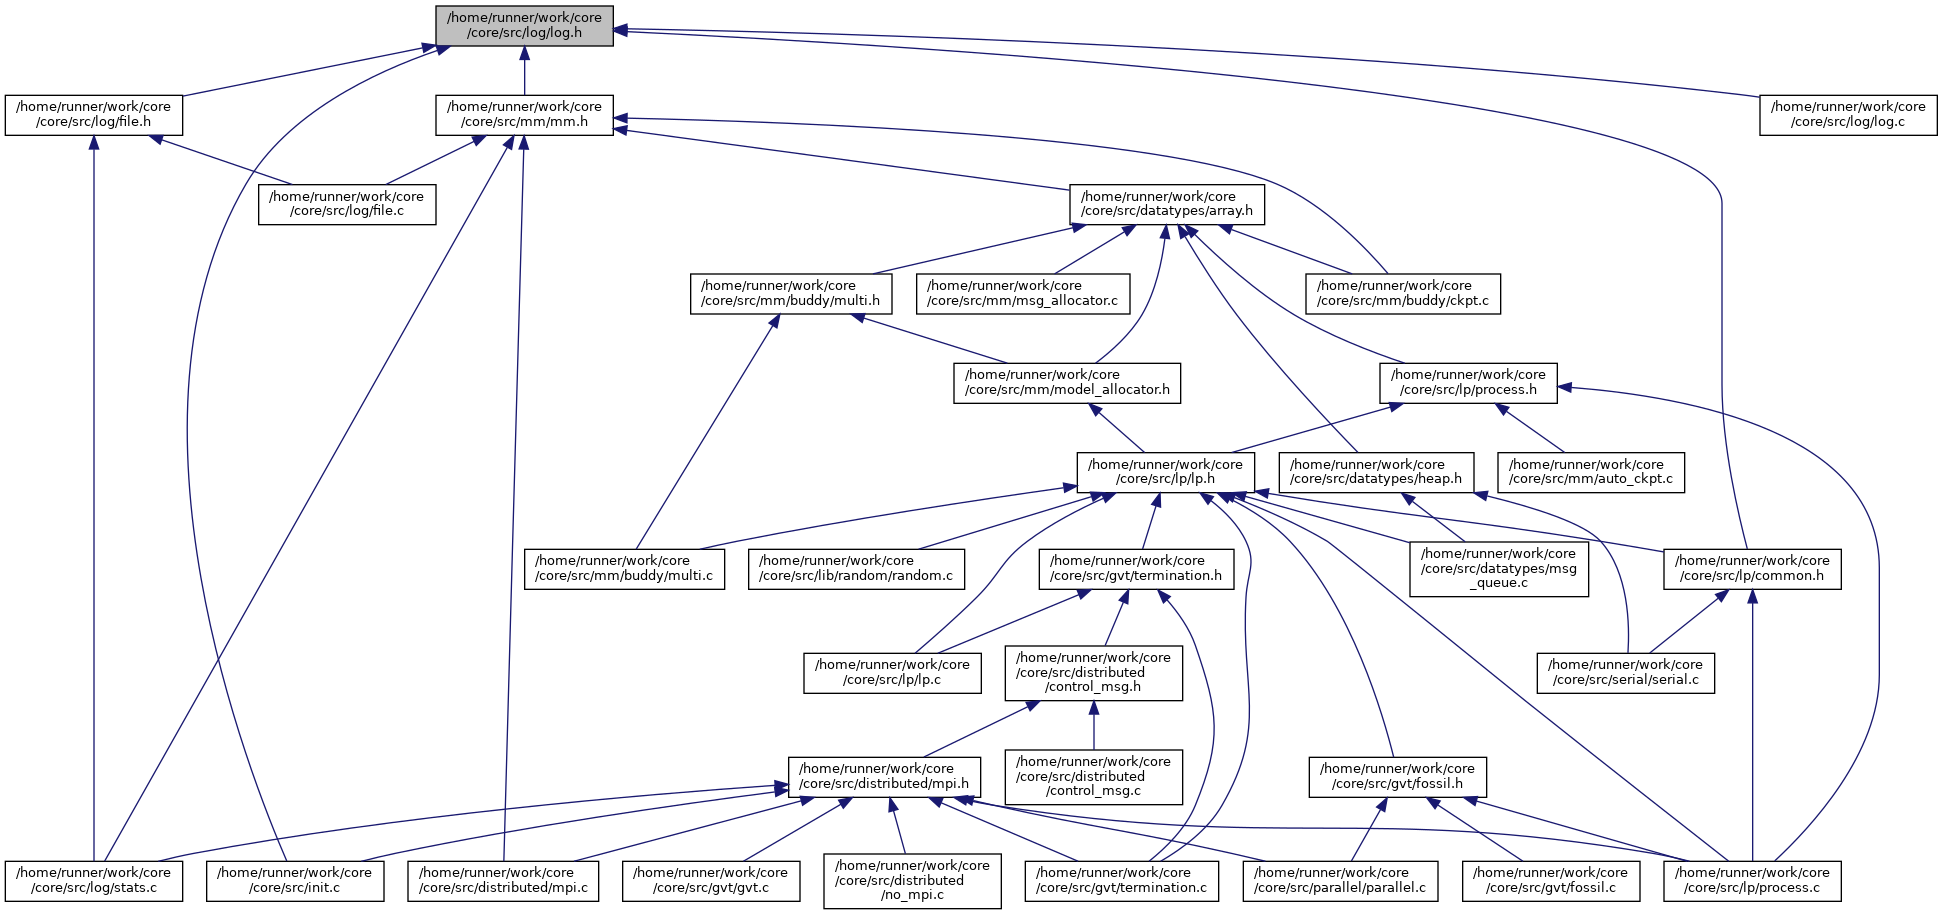 /home/runner/work/core
/core/src/log/log.h
/home/runner/work/core
/core/src/log/file.h
/home/runner/work/core
/core/src/mm/mm.h
/home/runner/work/core
/core/src/log/log.c
/home/runner/work/core
/core/src/log/file.c
/home/runner/work/core
/core/src/datatypes/array.h
/home/runner/work/core
/core/src/mm/buddy/multi.h
/home/runner/work/core
/core/src/mm/msg_allocator.c
/home/runner/work/core
/core/src/mm/buddy/ckpt.c
/home/runner/work/core
/core/src/mm/model_allocator.h
/home/runner/work/core
/core/src/lp/process.h
/home/runner/work/core
/core/src/lp/lp.h
/home/runner/work/core
/core/src/datatypes/heap.h
/home/runner/work/core
/core/src/mm/auto_ckpt.c
/home/runner/work/core
/core/src/mm/buddy/multi.c
/home/runner/work/core
/core/src/lib/random/random.c
/home/runner/work/core
/core/src/gvt/termination.h
/home/runner/work/core
/core/src/datatypes/msg
_queue.c
/home/runner/work/core
/core/src/lp/common.h
/home/runner/work/core
/core/src/lp/lp.c
/home/runner/work/core
/core/src/distributed
/control_msg.h
/home/runner/work/core
/core/src/serial/serial.c
/home/runner/work/core
/core/src/distributed/mpi.h
/home/runner/work/core
/core/src/distributed
/control_msg.c
/home/runner/work/core
/core/src/gvt/fossil.h
/home/runner/work/core
/core/src/log/stats.c
/home/runner/work/core
/core/src/init.c
/home/runner/work/core
/core/src/distributed/mpi.c
/home/runner/work/core
/core/src/gvt/gvt.c
/home/runner/work/core
/core/src/distributed
/no_mpi.c
/home/runner/work/core
/core/src/gvt/termination.c
/home/runner/work/core
/core/src/parallel/parallel.c
/home/runner/work/core
/core/src/gvt/fossil.c
/home/runner/work/core
/core/src/lp/process.c